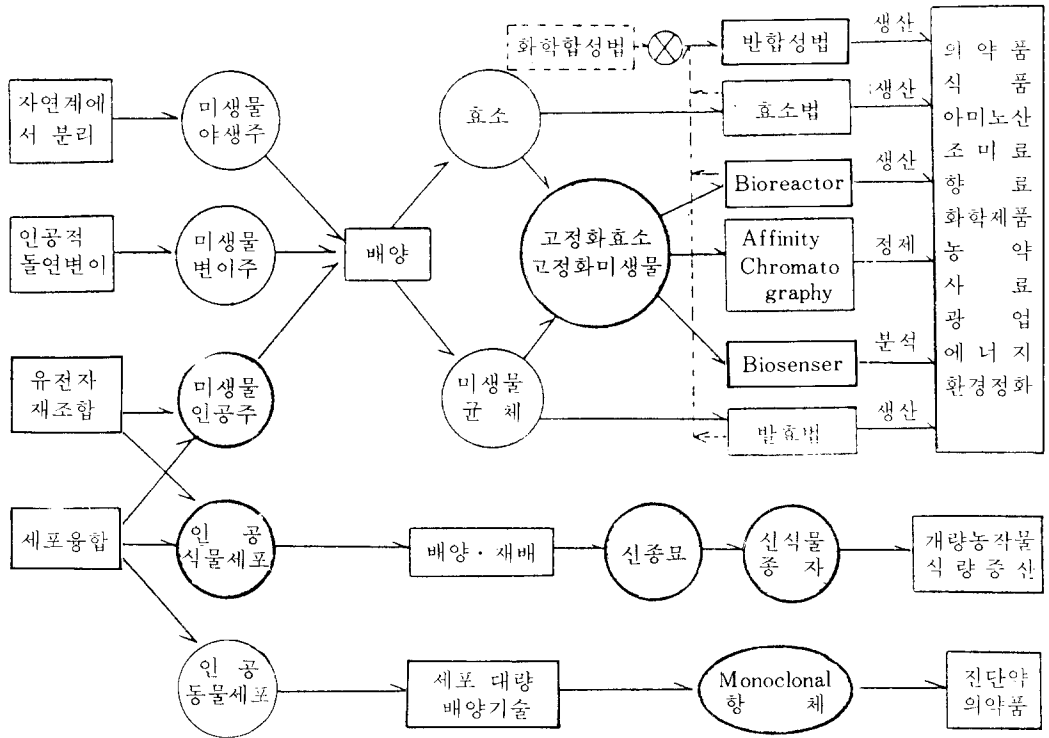 화학합성법
반합성법
생산
자연계에
서 분리
미생물
야생주
효소
효소법
생산
인공적
돌연변이
미생물
변이주
배양
고정화효소
고정화미생물
Bioreactor
생산
Affinity
Chromato
graphy
정제
유전자
재조합
미생물
인공주
미생물
균 체
Biosenser
분석
발효법
생산
의 약 품
식 품
아미노산
조 미 료
향 료
화학제품
농 약
사 료
광 업
에 너 지
환경정화
세포융합
인 공
식물세포
배양·재배
신종묘
신식물
종 자
개량농작물
식 량 증 산
인 공
동물세포
세포 대량
배양기술
Monoclonal
항 체
진단약
의약품